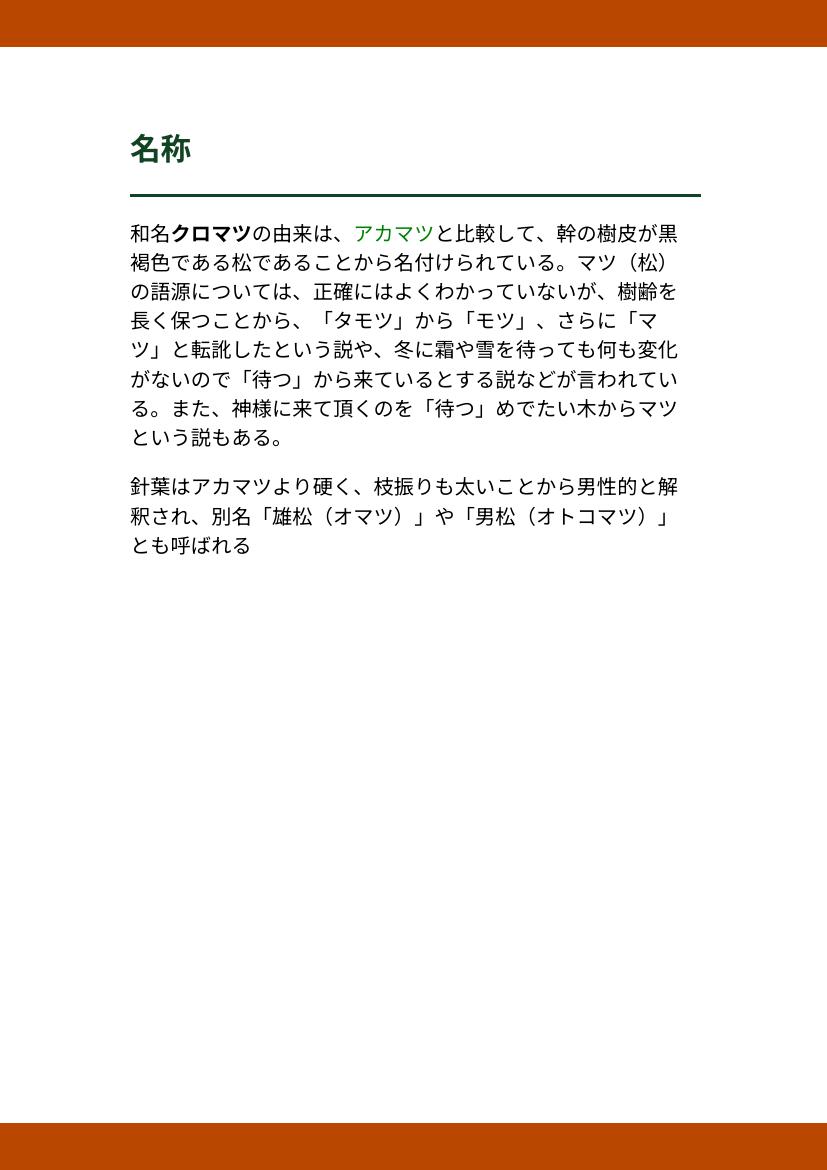 名称
和名クロマツの由来は、アカマツと比較して、幹の樹皮が黒
褐色である松であることから名付けられている。マツ（松）
の語源については、正確にはよくわかっていないが、樹齢を
長く保つことから、「タモツ」から「モツ」、さらに「マ
ツ」と転訛したという説や、冬に霜や雪を待っても何も変化
がないので「待つ」から来ているとする説などが言われてい
る。また、神様に来て頂くのを「待つ」めでたい木からマツ
という説もある。
針葉はアカマツより硬く、枝振りも太いことから男性的と解
釈され、別名「雄松（オマツ）」や「男松（オトコマツ）」
とも呼ばれる